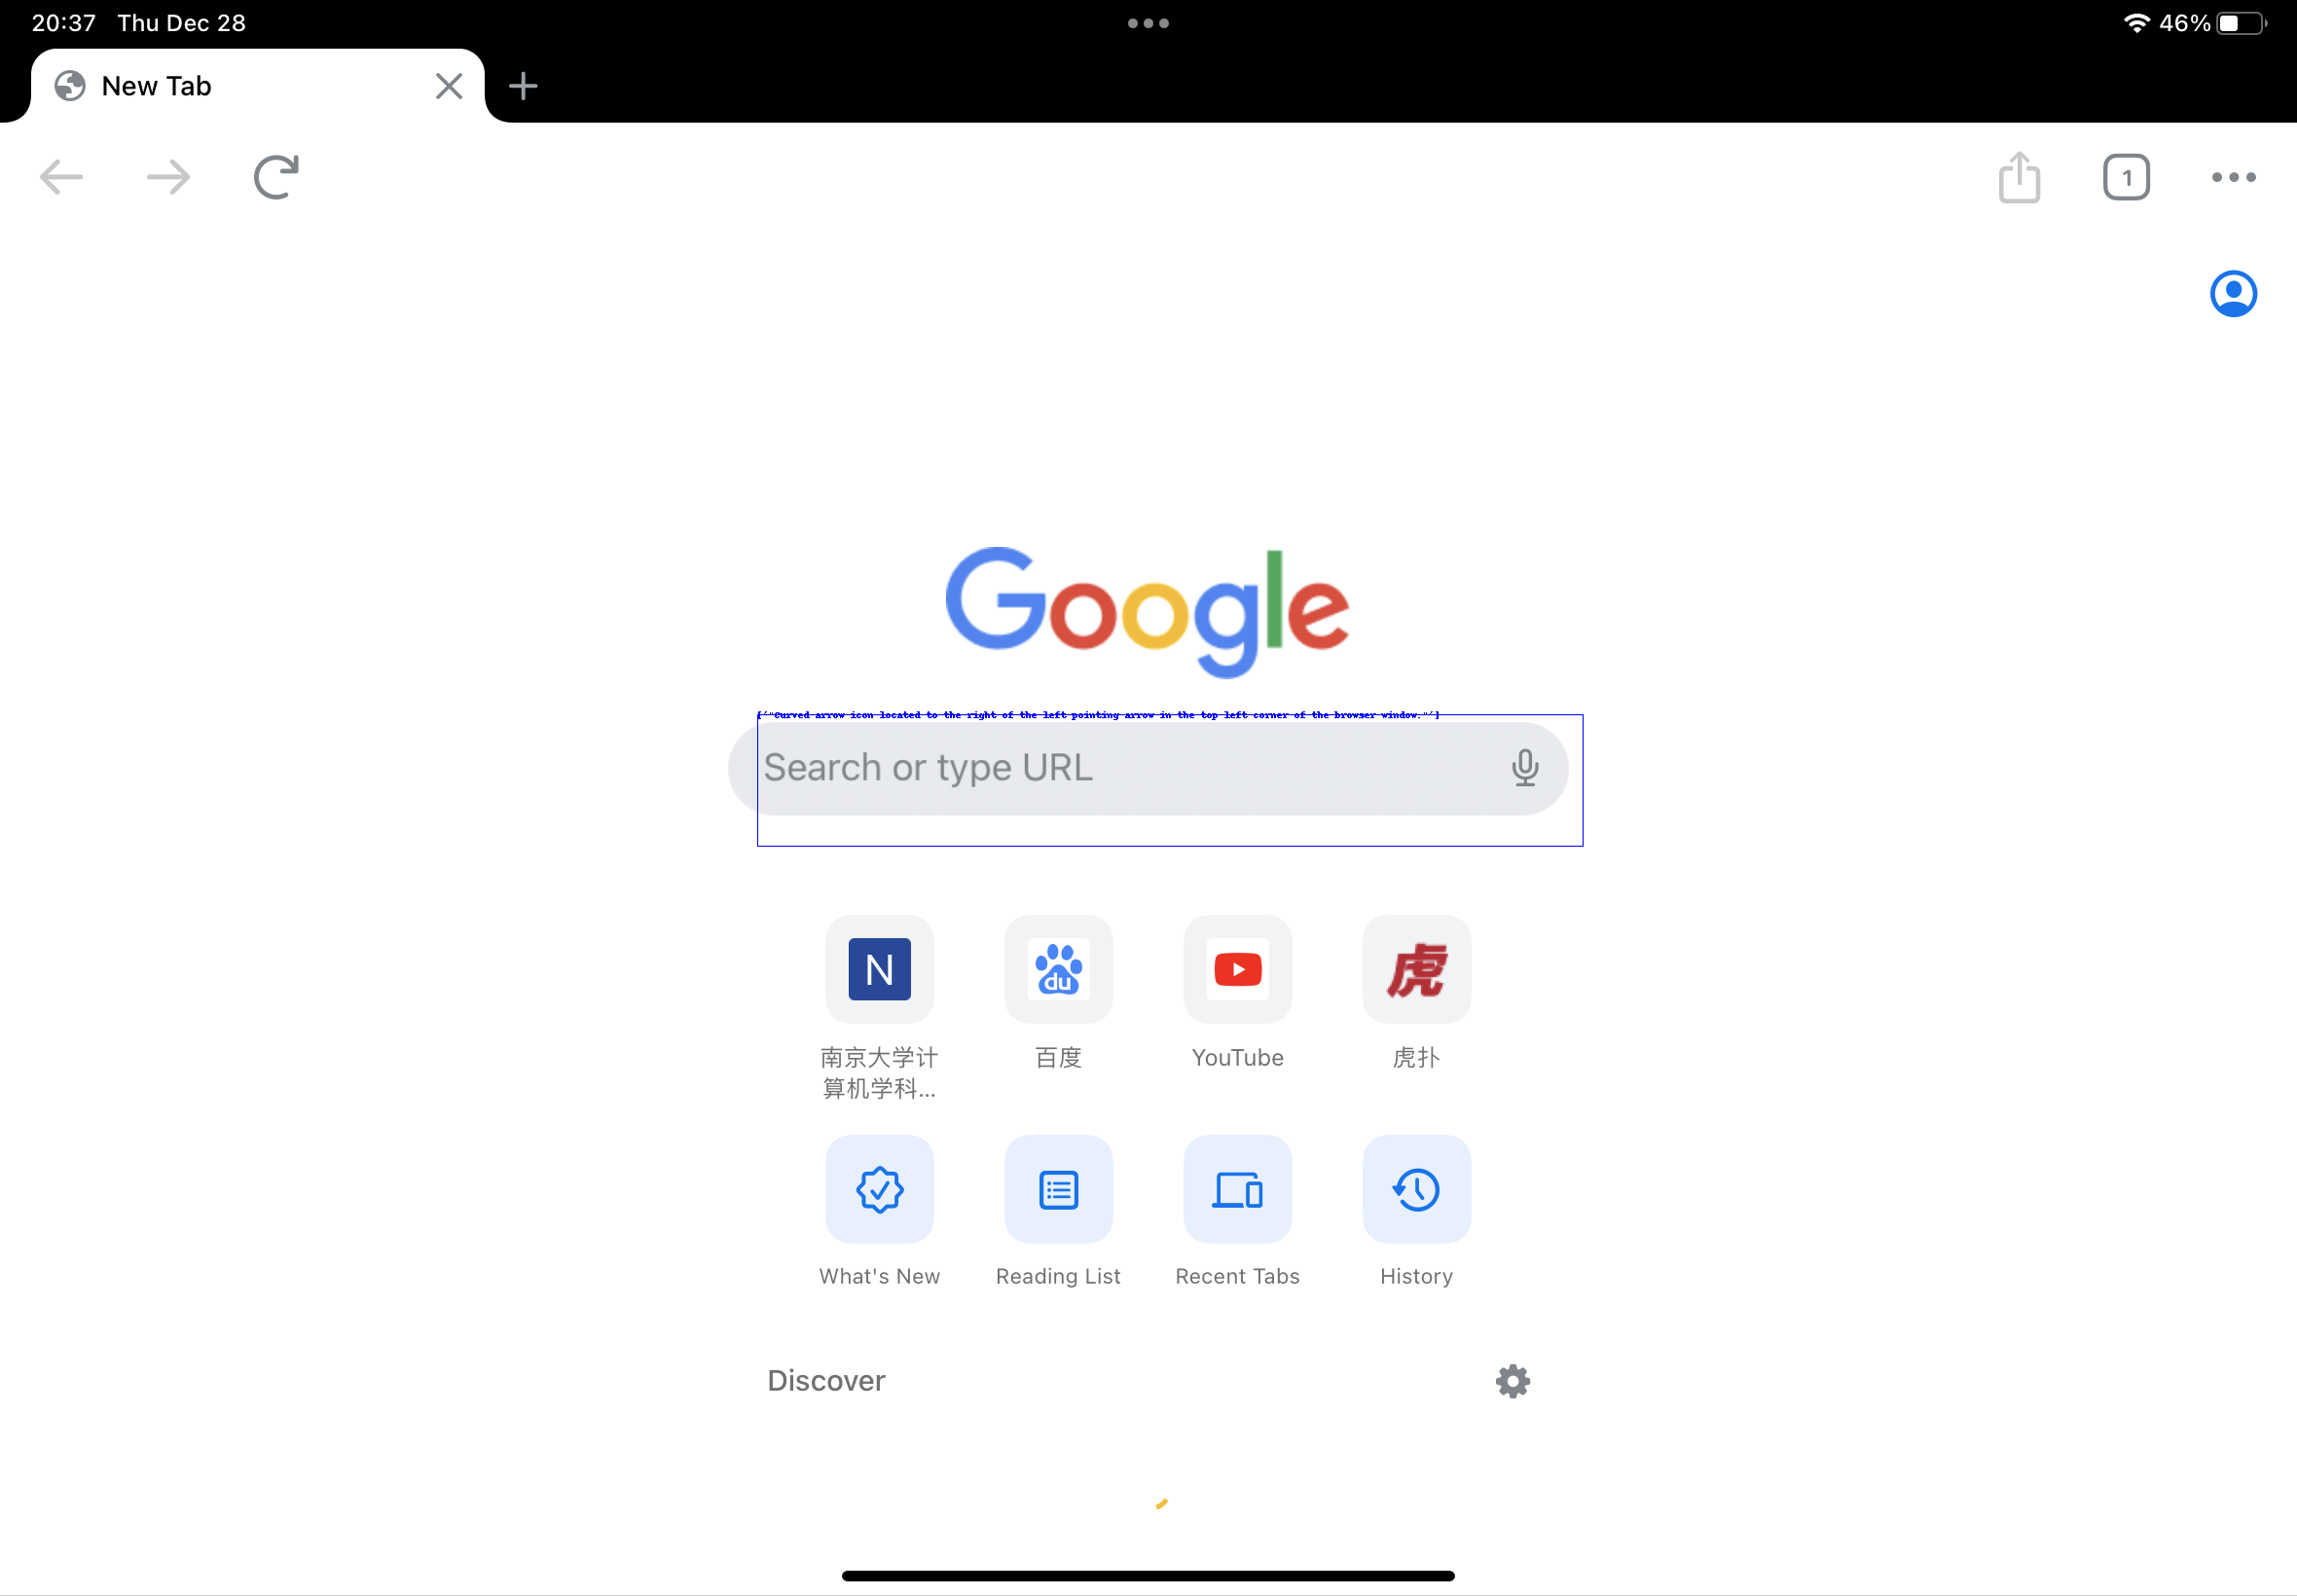 20:37 Thu Dec 28
46%
New Tab
1
Google
['"Curved arrow icon located to the right of the left pointing arrow in the top left corner of the browser window."']
Search or type URL
N
du
虎
南京大学计
算机学科...
百度
YouTube
虎扑
What's New
Reading List
Recent Tabs
History
Discover